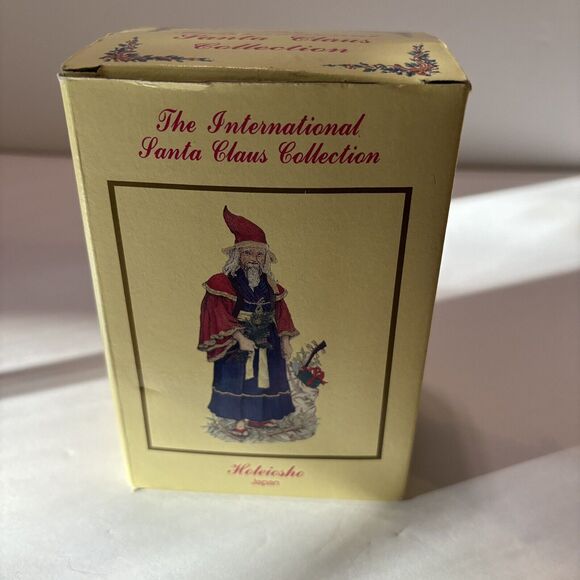 Santa Claus
Collection
The International
Santa Claus Collection
Hoteiosho
Japan